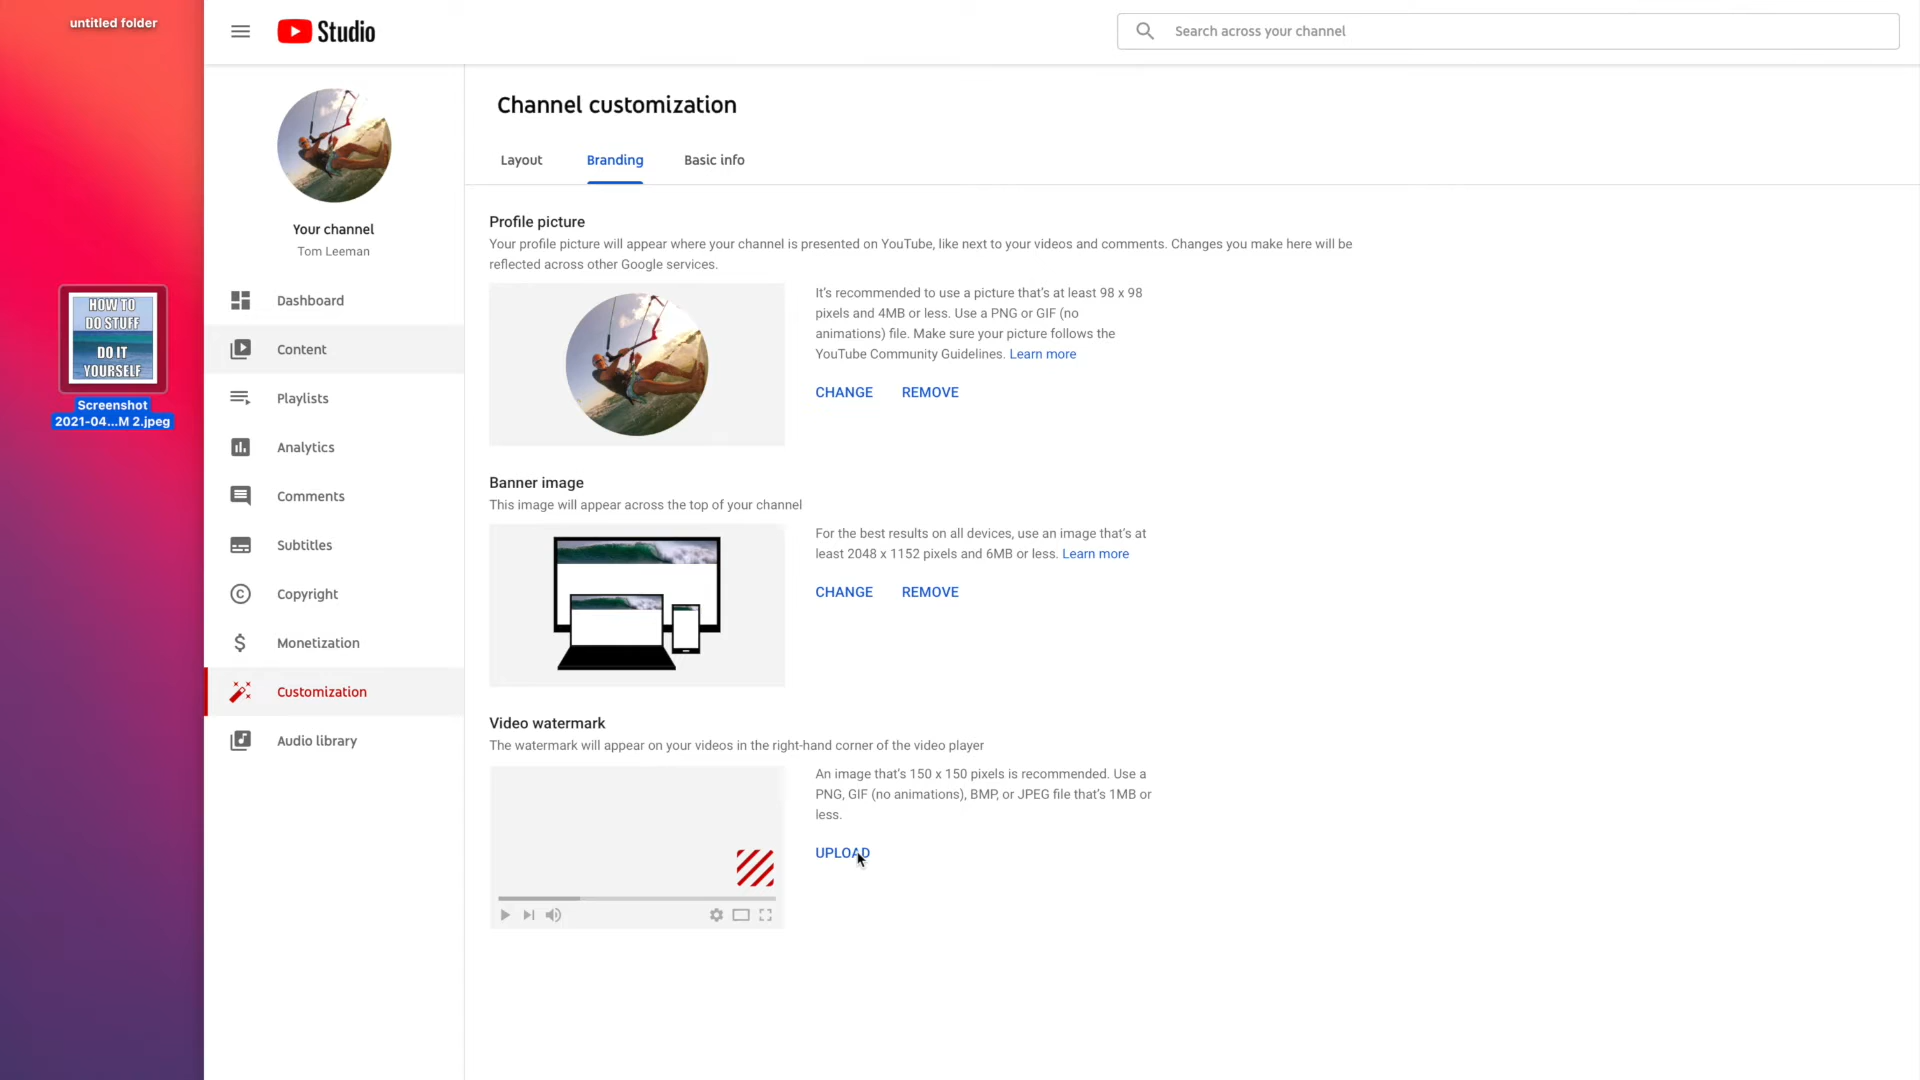 untitled folder
Studio
Search across your channel
HOW TO
DO STUFF
DO IT
YOURSELF
Screenshot
2021-04...M 2.jpeg
Your channel
Tom Leeman
Dashboard
Content
Playlists
Analytics
Comments
Subtitles
Copyright
Monetization
Customization
Audio library
Channel customization
Layout
Branding
Basic info
Profile picture
Your profile picture will appear where your channel is presented on YouTube, like next to your videos and comments. Changes you make here will be
reflected across other Google services.
It's recommended to use a picture that's at least 98 x 98
pixels and 4MB or less. Use a PNG or GIF (no
animations) file. Make sure your picture follows the
YouTube Community Guidelines. Learn more
CHANGE
REMOVE
Banner image
This image will appear across the top of your channel
For the best results on all devices, use an image that's at
least 2048 x 1152 pixels and 6MB or less. Learn more
CHANGE
REMOVE
Video watermark
The watermark will appear on your videos in the right-hand corner of the video player
An image that's 150 x 150 pixels is recommended. Use a
PNG, GIF (no animations), BMP, or JPEG file that's 1MB or
less.
UPLOAD